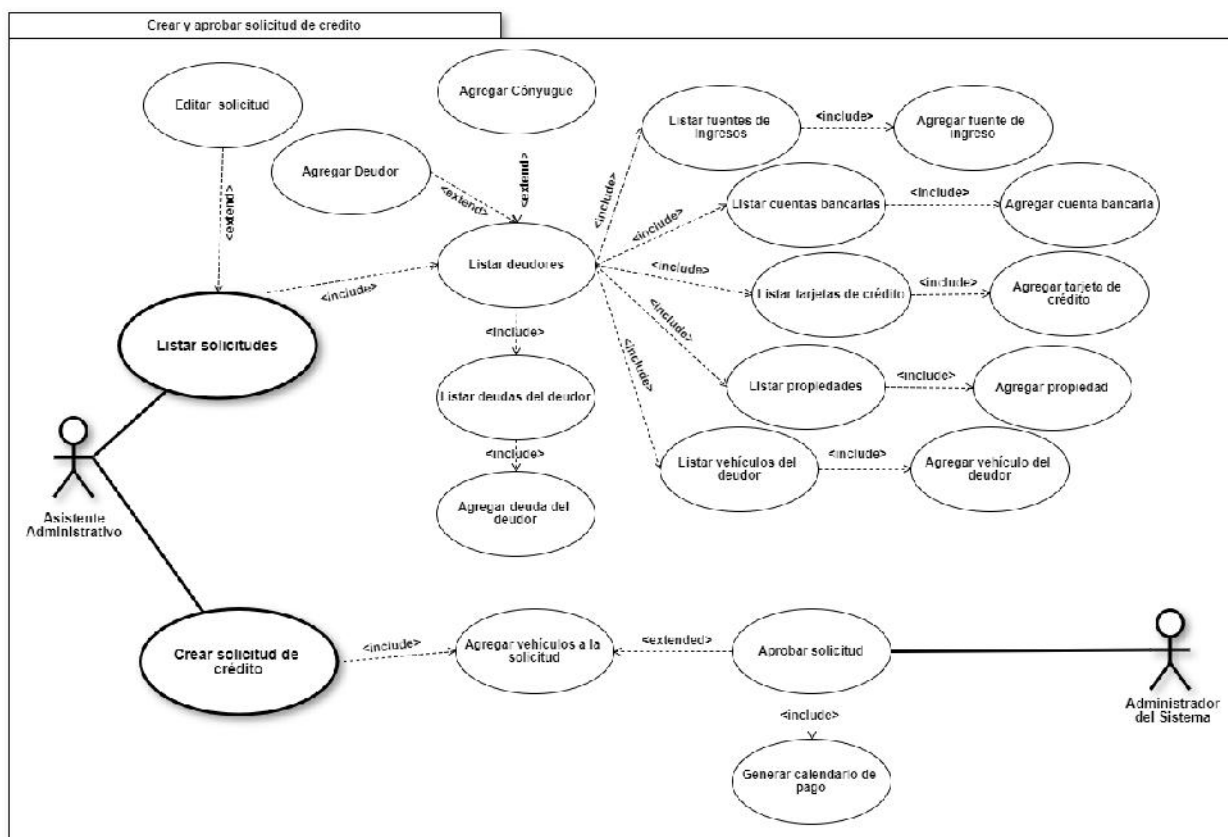 Crear y aprobar solicitud de credito
Editar solicitud
Agregar Cónyugue
Agregar Deudor
<extend>
<extend>
<extend>
Listar fuentes de
Ingresos
<include>
Agregar fuente de
ingreso
<include>
Listar cuentas bancarias
<include>
Agregar cuenta bancaria
<include>
Listar deudores
<include>
Listar tarjetas de crédito
<include>
Agregar tarjeta de
crédito
<include>
Listar solicitudes
<include>
<include>
Listar propiedades
<include>
Agregar propiedad
<include>
Listar deudas del deudor
<include>
Listar vehículos del
deudor
<include>
Agregar vehículo del
deudor
Agregar deuda del
deudor
Asistente
Administrativo
Crear solicitud de
crédito
<include>
Agregar vehículos a la
solicitud
<extended>
Aprobar solicitud
Administrador
del Sistema
<include>
Generar calendario de
pago